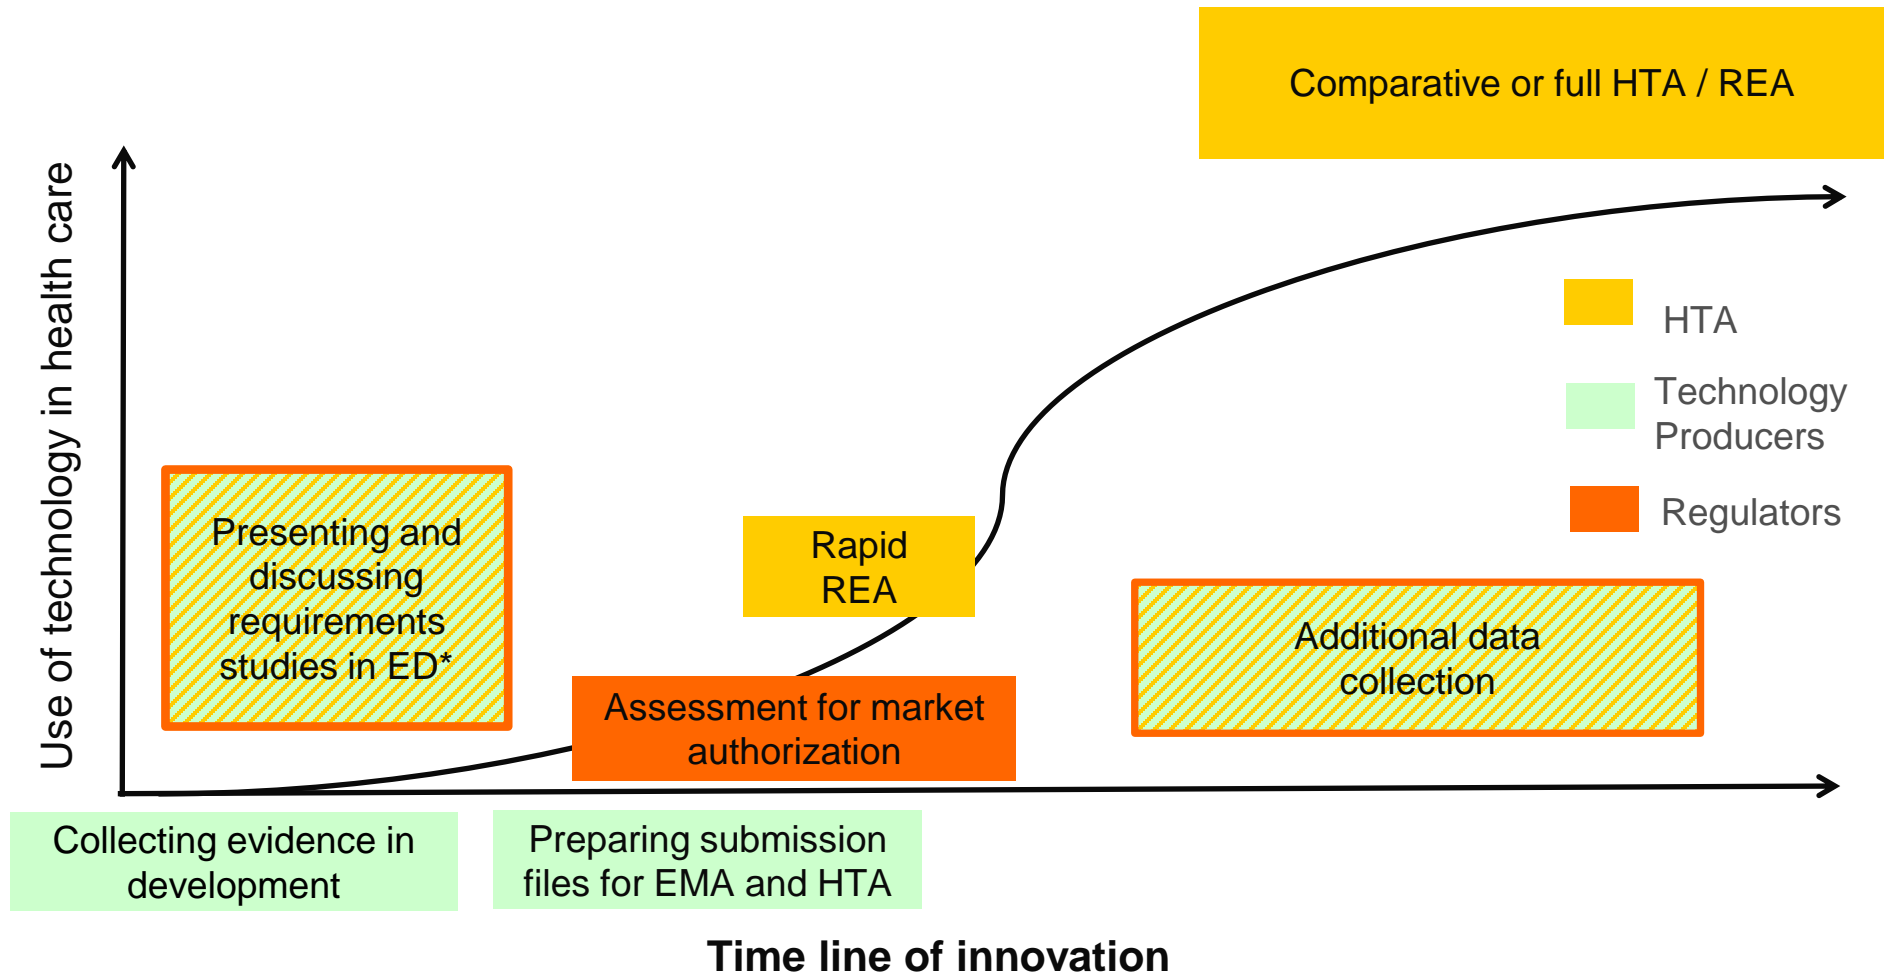 Comparative or full HTA / REA
Use of technology in health care
HTA
Technology
Producers
Regulators
Presenting and
discussing
requirements
studies in ED*
Rapid
REA
Additional data
collection
Assessment for market
authorization
Collecting evidence in
development
Preparing submission
files for EMA and HTA
Time line of innovation